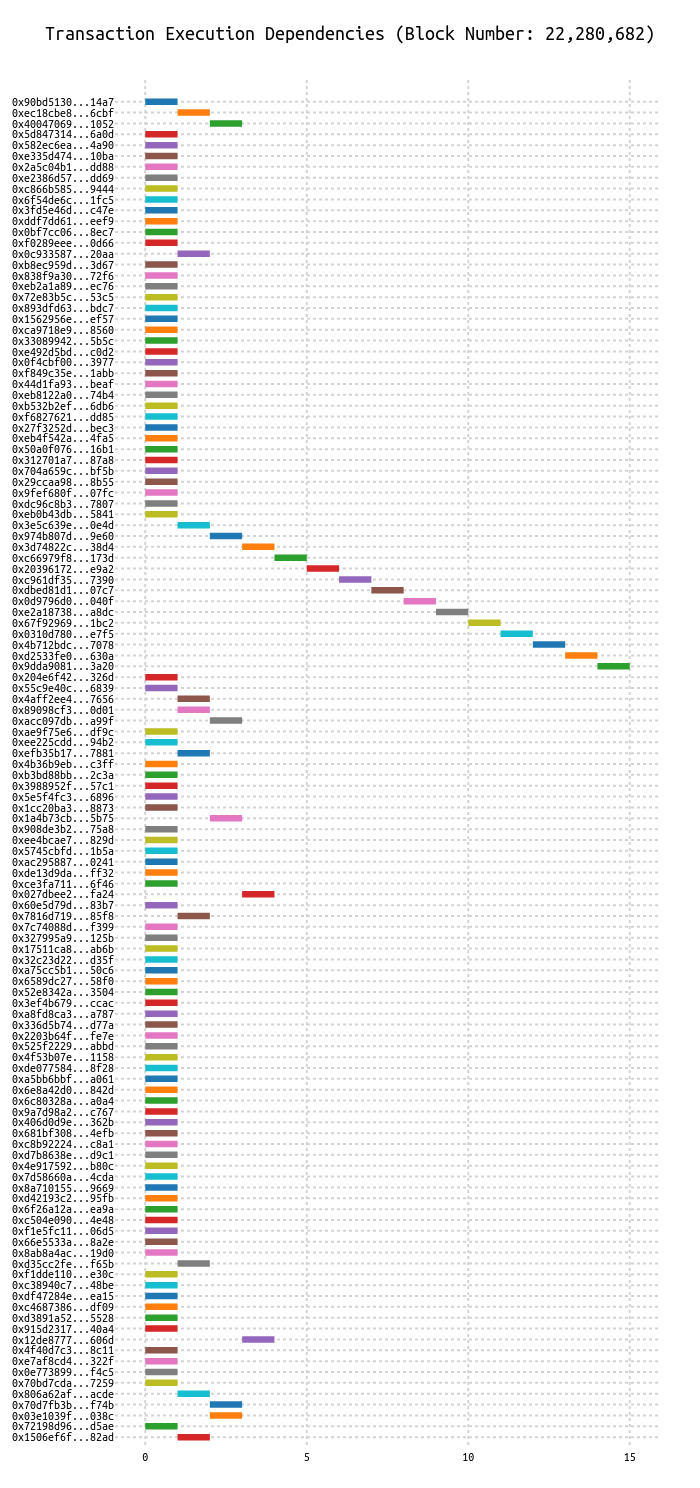 Transaction Execution Dependencies (Block Number: 22,280,682)
0x90bd5130...14a7
0xec18cbe8...6cbf
0x40047069...1052
0x5d847314...6a0d
0x582ec6ea...4a90
0xe335d474...10ba
0x2a5c04b1...dd88
0xe2386d57...dd69
0xc866b585...9444
0x6f54de6c...1fc5
0x3fd5e46d...c47e
0xddf7dd61...eef9
0x0bf7cc06...8ec7
0xf0289eee...0d66
0x0c933587...20aa
0xb8ec959d...3d67
0x838f9a30...72f6
0xeb2a1a89...ec76
0x72e83b5c...53c5
0x893dfd63...bdc7
0x1562956e...ef57
0xca9718e9...8560
0x33089942...5b5c
0xe492d5bd...c0d2
0x0f4cbf00...3977
0xf849c35e...1abb
0x44d1fa93...beaf
0xeb8122a0...74b4
0xb532b2ef...6db6
0xf6827621...dd85
0x27f3252d...bec3
0xeb4f542a...4fa5
0x50a0f076...16b1
0x312701a7...87a8
0x704a659c...bf5b
0x29ccaa98...8b55
0x9fef680f...07fc
0xdc96c8b3...7807
0xeb0b43db...5841
0x3e5c639e...0e4d
0x974b807d...9e60
0x3d74822c...38d4
0xc66979f8...173d
0x20396172...e9a2
0xc961df35...7390
0xdbed81d1...07c7
0x0d9796d0...040f
0xe2a18738...a8dc
0x67f92969...1bc2
0x0310d780...e7f5
0x4b712bdc...7078
0xd2533fe0...630a
0x9dda9081...3a20
0x204e6f42...326d
0x55c9e40c...6839
0x4aff2ee4...7656
0x89098cf3...0d01
0xacc097db...a99f
0xae9f75e6...df9c
0xee225cdd...94b2
0xefb35b17...7881
0x4b36b9eb...c3ff
0xb3bd88bb...2c3a
0x3988952f...57c1
0x5e5f4fc3...6896
0x1cc20ba3...8873
0x1a4b73cb...5b75
0x908de3b2...75a8
0xee4bcae7...829d
0x5745cbfd...1b5a
0xac295887...0241
0xde13d9da...ff32
0xce3fa711...6f46
0x027dbee2...fa24
0x60e5d79d...83b7
0x7816d719...85f8
0x7c74088d...f399
0x327995a9...125b
0x17511ca8...ab6b
0x32c23d22...d35f
0xa75cc5b1...50c6
0x6589dc27...58f0
0x52e8342a...3504
0x3ef4b679...ccac
0xa8fd8ca3...a787
0x336d5b74...d77a
0x2203b64f...fe7e
0x525f2229...abbd
0x4f53b07e...1158
0xde077584...8f28
0xa5bb6bbf...a061
0x6e8a42d0...842d
0x6c80328a...a0a4
0x9a7d98a2...c767
0x406d0d9e...362b
0x681bf308...4efb
0xc8b92224...c8a1
0xd7b8638e...d9c1
0x4e917592...b80c
0x7d58660a...4cda
0x8a710155...9669
0xd42193c2...95fb
0x6f26a12a...ea9a
0xc504e090...4e48
0xf1e5fc11...06d5
0x66e5533a...8a2e
0x8ab8a4ac...19d0
0xd35cc2fe...f65b
0xf1dde110...e30c
0xc38940c7...48be
0xdf47284e...ea15
0xc4687386...df09
0xd3891a52...5528
0x915d2317...40a4
0x12de8777...606d
0x4f40d7c3...8c11
0xe7af8cd4...322f
0x0e773899...f4c5
0x70bd7cda...7259
0x806a62af...acde
0x70d7fb3b...f74b
0x03e1039f...038c
0x72198d96...d5ae
0x1506ef6f...82ad
0 5 10 15